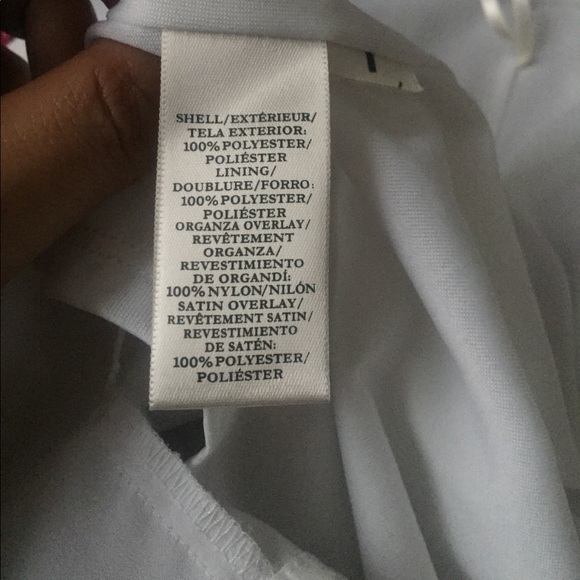 SHELL/EXTÉRIEUR/
TELA EXTERIOR:
100% POLYESTER/
POLIÉSTER
LINING/
DOUBLURE/FORRO:
100% POLYESTER/
POLIÉSTER
ORGANZA OVERLAY/
REVÊTEMENT
ORGANZA/
REVESTIMIENTO
DE ORGANDÍ:
100% NYLON/NILÓN
SATIN OVERLAY/
REVÊTEMENT SATIN/
REVESTIMIENTO
DE SATÉN:
100% POLYESTER/
POLIÉSTER